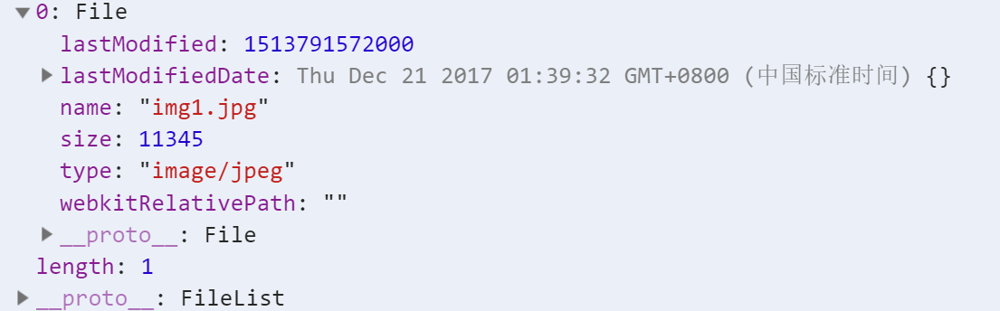 0: File
lastModified: 1513791572000
lastModifiedDate: Thu Dec 21 2017 01:39:32 GMT+0800 (中国标准时间) {}
name: "img1.jpg"
size: 11345
type: "image/jpeg"
webkitRelativePath: ""
__proto__: File
length: 1
__proto__: FileList